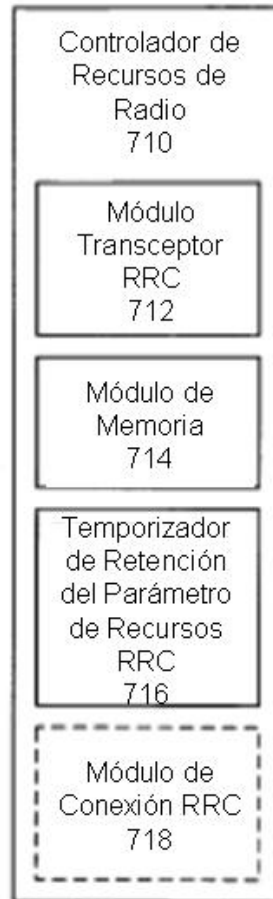 Controlador de
Recursos de
Radio
710
Módulo
Transceptor
RRC
712
Módulo de
Memoria
714
Temporizador
de Retención
del Parámetro
de Recursos
RRC
716
Módulo de
Conexión RRC
718